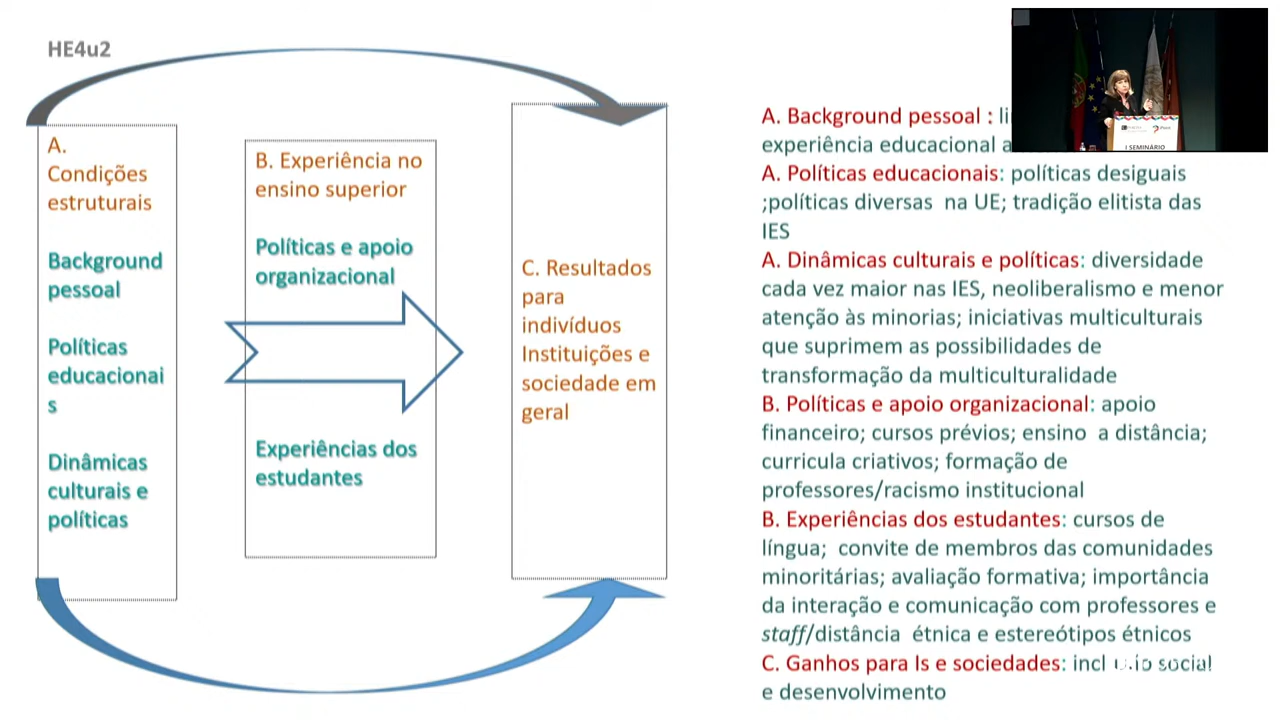 HE4u2
A.
Condições
estruturais
Background
pessoal
Políticas
educacionai
s
Dinâmicas
culturais e
políticas
B. Experiência no
ensino superior
Políticas e apoio
organizacional
Experiências dos
estudantes
C. Resultados
para
indivíduos
Instituições e
sociedade em
geral
A. Background pessoal :
experiência educacional
A. Políticas educacionais: políticas desiguais
;políticas diversas na UE; tradição elitista das
IES
A. Dinâmicas culturais e políticas: diversidade
cada vez maior nas IES, neoliberalismo e menor
atenção às minorias; iniciativas multiculturais
que suprimem as possibilidades de
transformação da multiculturalidade
B. Políticas e apoio organizacional: apoio
financeiro; cursos prévios; ensino a distância;
curricula criativos; formação de
professores/racismo institucional
B. Experiências dos estudantes: cursos de
língua; convite de membros das comunidades
minoritárias; avaliação formativa; importância
da interação e comunicação com professores e
staff/distância étnica e estereótipos étnicos
C. Ganhos para Is e sociedades: social
e desenvolvimento
I SEMINÁRIO